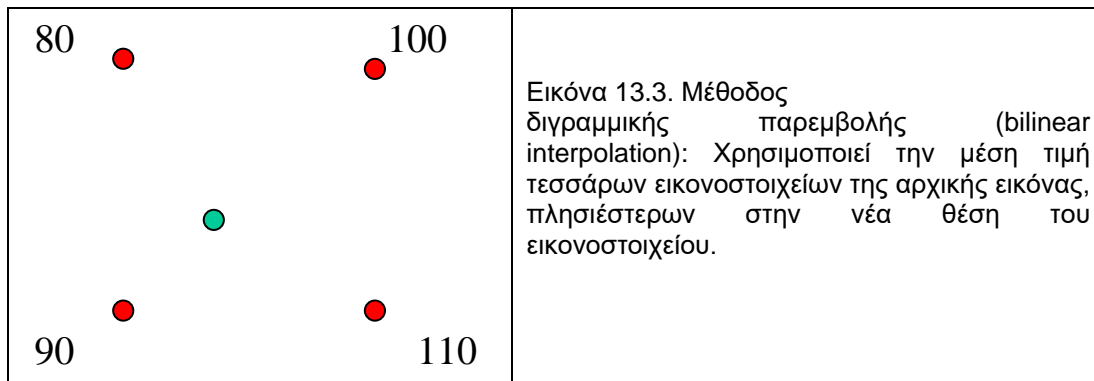 80 100
Εικόνα 13.3. Μέθοδος
διγραμμικής παρεμβολής (bilinear
interpolation): Χρησιμοποιεί την μέση τιμή
τεσσάρων εικονοστοιχείων της αρχικής εικόνας,
πλησιέστερων στην νέα θέση του
εικονοστοιχείου.
90 110